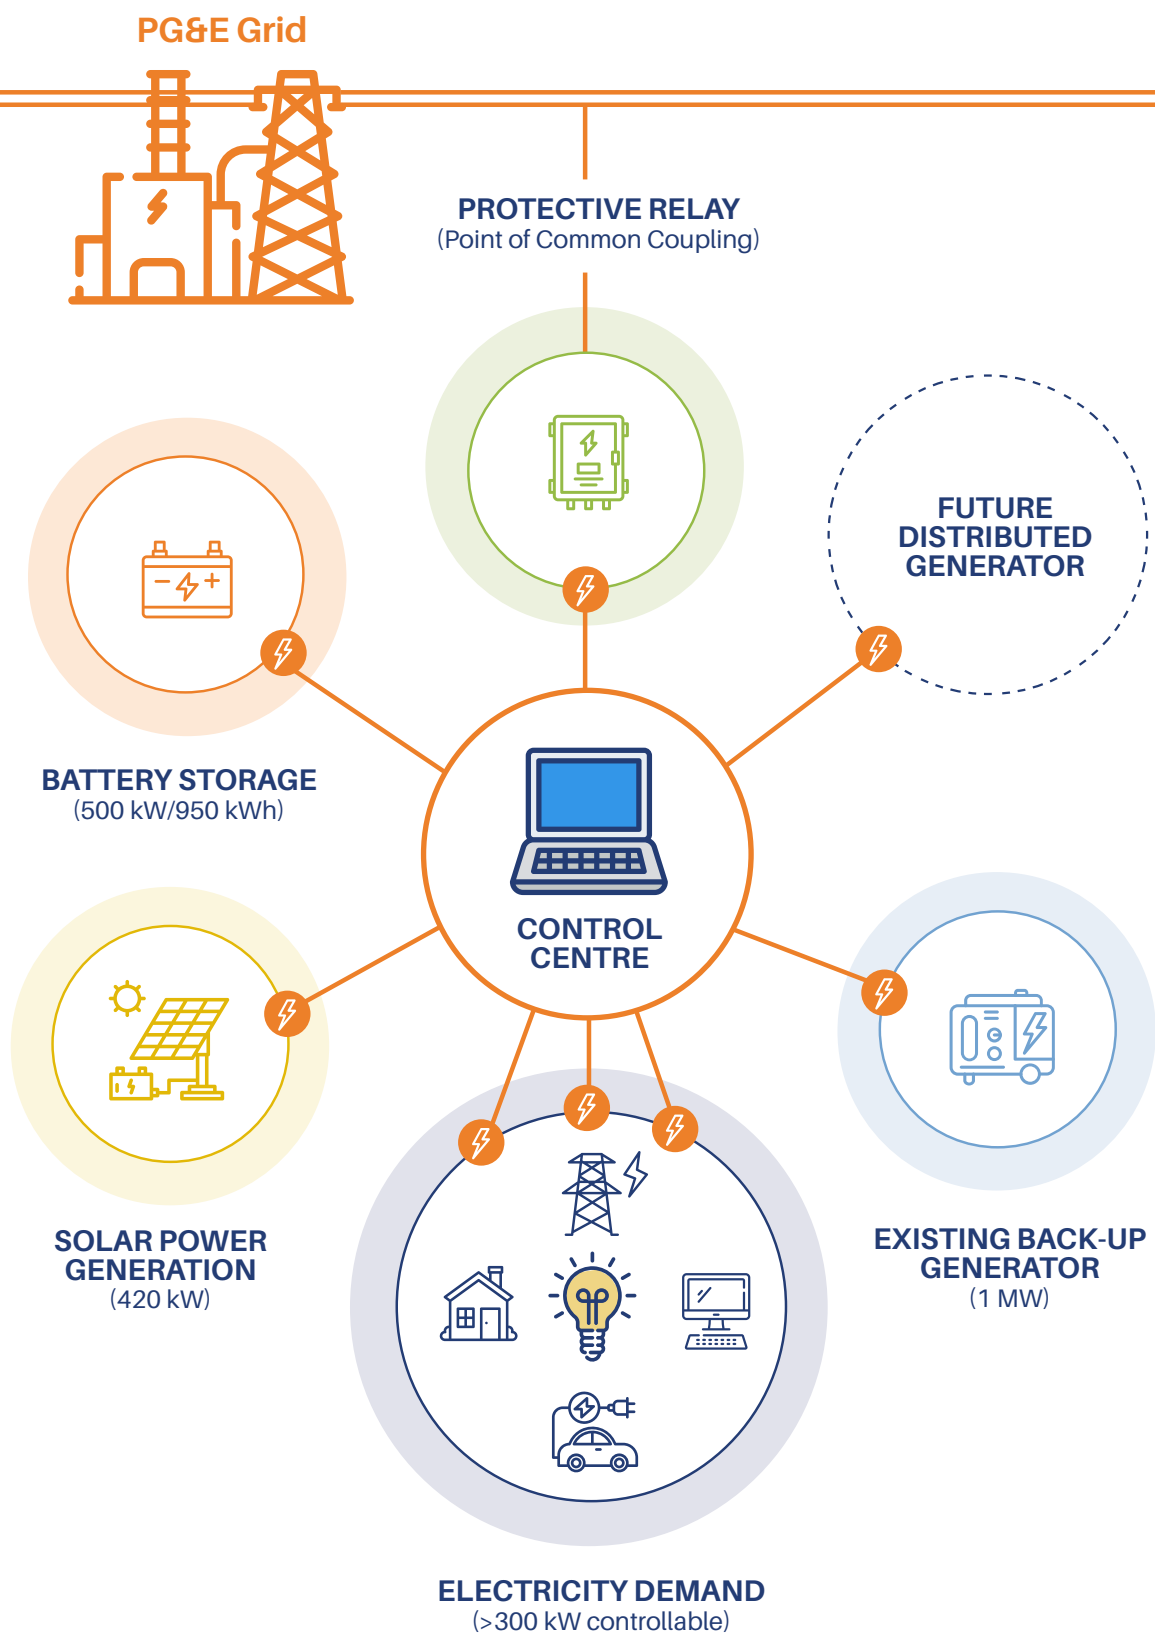 PG&E Grid
PROTECTIVE RELAY
(Point of Common Coupling)
FUTURE
DISTRIBUTED
GENERATOR
BATTERY STORAGE
(500 kW/950 kWh)
CONTROL
CENTRE
SOLAR POWER
GENERATION
(420 kW)
EXISTING BACK-UP
GENERATOR
(1 MW)
ELECTRICITY DEMAND
(>300 kW controllable)